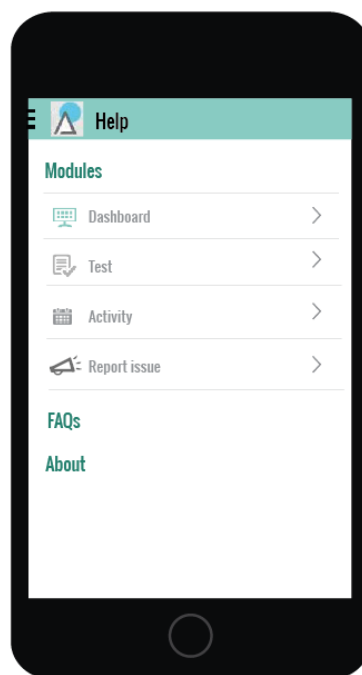 Help
Modules
Dashboard
Test
Activity
Report issue
FAQs
About